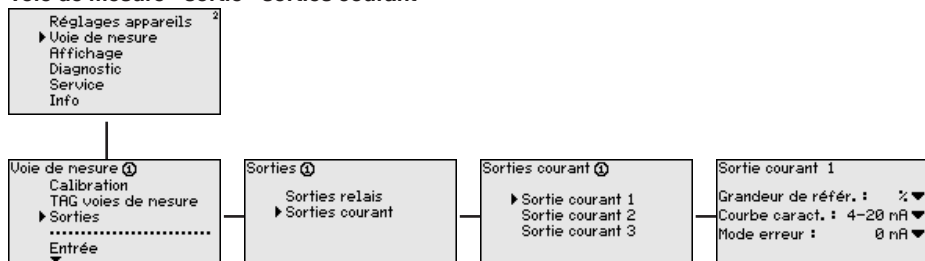 Voie de mesure - sortie - sorties courant
Réglages appareils 2
Voie de mesure
Affichage
Diagnostic
Service
Info
Voie de mesure ①
Calibration
TAG voies de mesure
Sorties
Entrée
Sorties ①
Sorties relais
Sorties courant
Sorties courant ①
Sortie courant 1
Sortie courant 2
Sortie courant 3
Sortie courant 1
Grandeur de référ. : %
Courbe caract. : 4-20 mA
Mode erreur : 0 mA